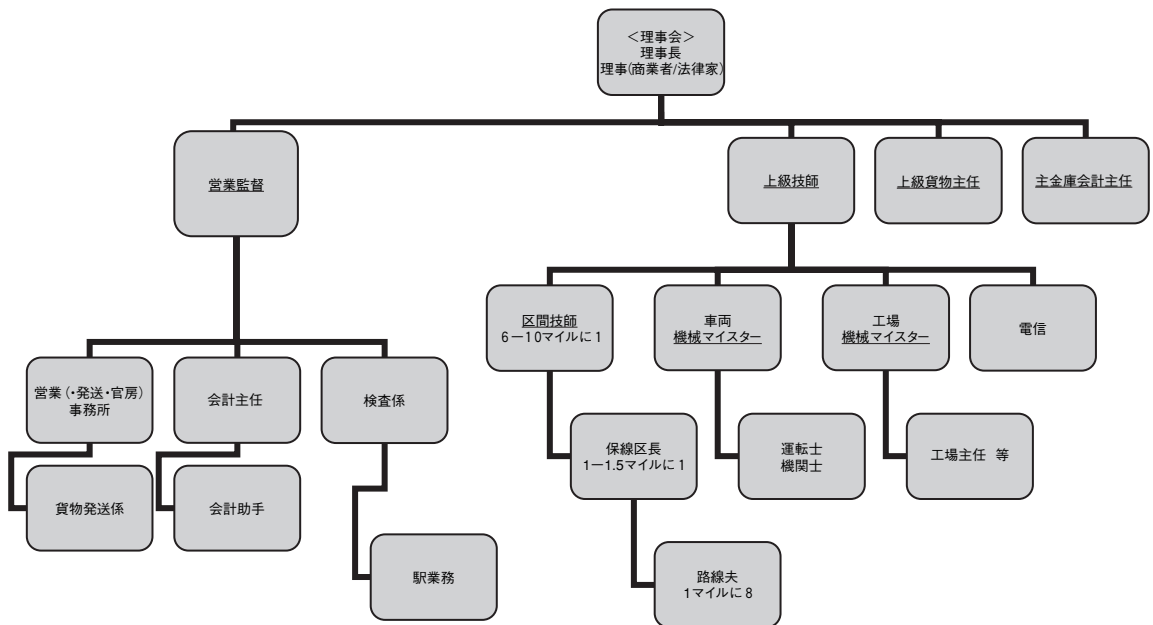 ＜理事会＞
理事長
理事(商業者/法律家)
営業監督
上級技師
上級貨物主任
主金庫会計主任
区間技師
6－10マイルに1
車両
機械マイスター
工場
機械マイスター
電信
営業（・発送・官房）
事務所
会計主任
検査係
保線区長
1－1.5マイルに1
運転士
機関士
工場主任 等
貨物発送係
会計助手
駅業務
路線夫
1マイルに8